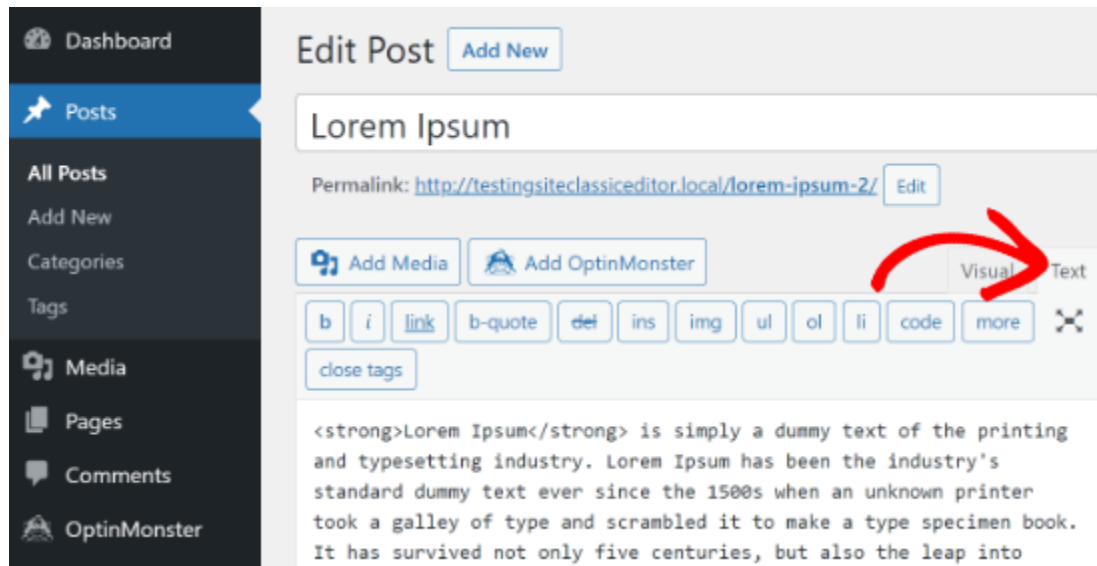 Dashboard
Posts
All Posts
Add New
Categories
Tags
Media
Pages
Comments
OptinMonster
Edit Post Add New
Lorem Ipsum
Permalink: http://testingsiteclassiceditor.local/lorem-ipsum-2/ Edit
Add Media Add OptinMonster
Visual Text
b i link b-quote del ins img ul ol li code more
close tags
<strong>Lorem Ipsum</strong> is simply a dummy text of the printing
and typesetting industry. Lorem Ipsum has been the industry's
standard dummy text ever since the 1500s when an unknown printer
took a galley of type and scrambled it to make a type specimen book.
It has survived not only five centuries, but also the leap into